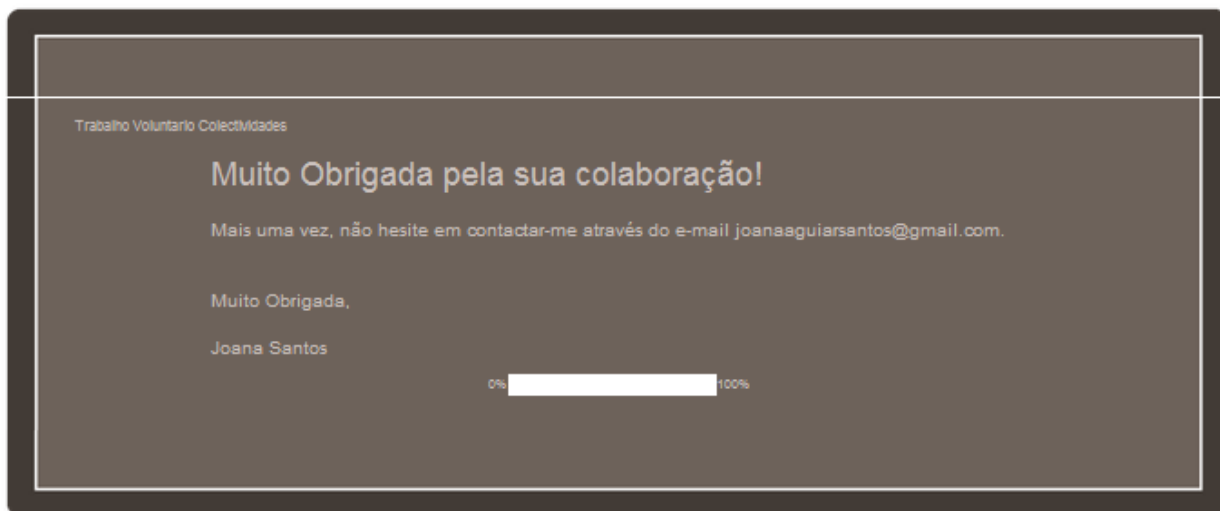 Trabalho Voluntario Colectividades
Muito Obrigada pela sua colaboração!
Mais uma vez, não hesite em contactar-me através do e-mail joanaaguiarsantos@gmail.com.
Muito Obrigada,
Joana Santos
0% 100%